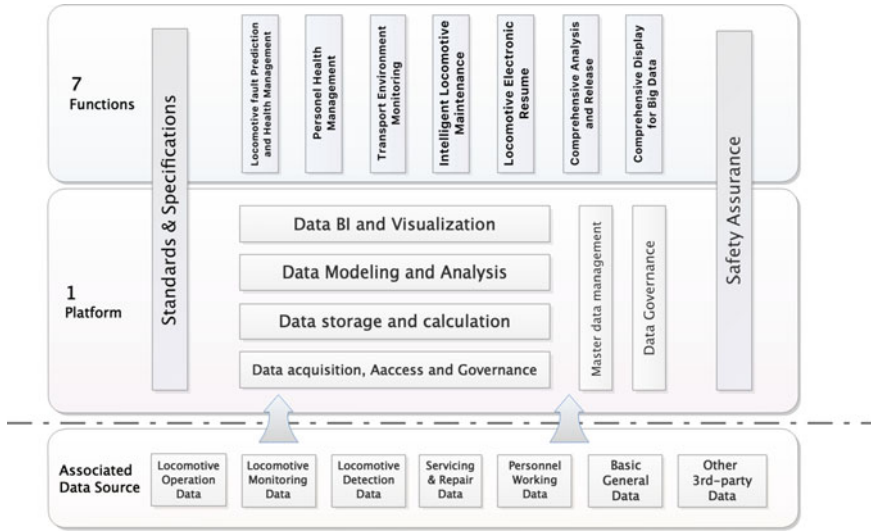 7
Functions
Standards & Specifications
Locomotive fault Prediction
and Health Management
Personel Health
Management
Transport Environment
Monitoring
Intelligent Locomotive
Maintenance
Locomotive Electronic
Resume
Comprehensive Analysis
and Release
Comprehensive Display
for Big Data
Safety Assurance
1
Platform
Data BI and Visualization
Data Modeling and Analysis
Data storage and calculation
Data acquisition, Aaccess and Governance
Master data management
Data Governance
Associated
Data Source
Locomotive
Operation
Data
Locomotive
Monitoring
Data
Locomotive
Detection
Data
Servicing
& Repair
Data
Personnel
Working
Data
Basic
General
Data
Other
3rd-party
Data